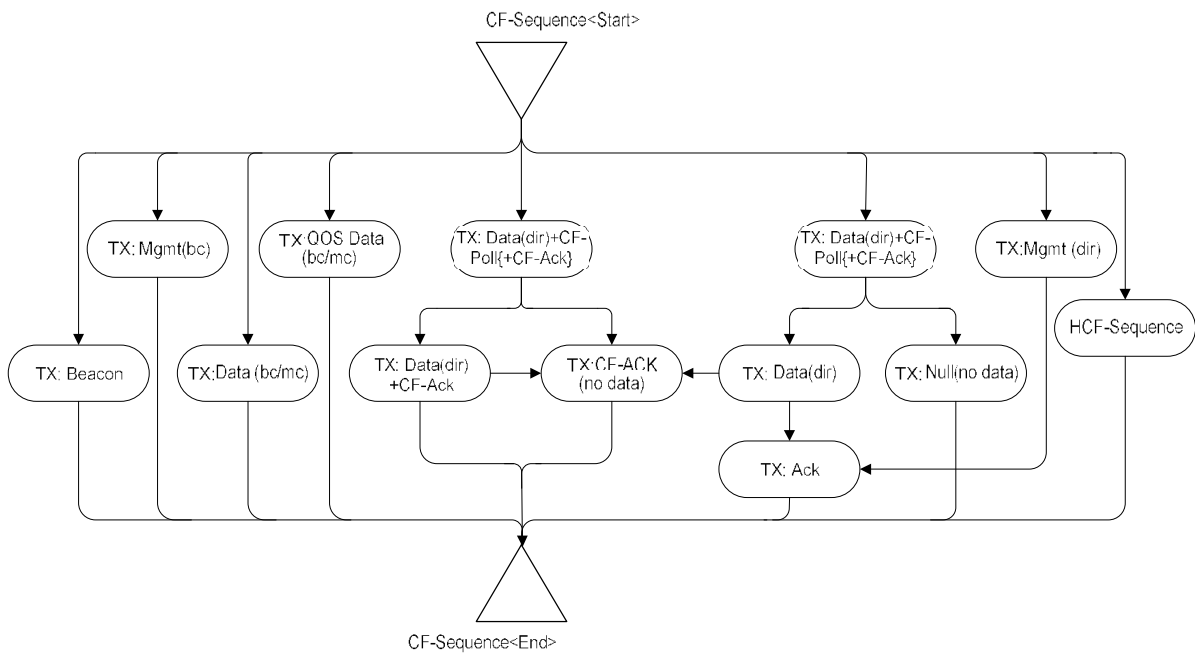 CF-Sequence<Start>
TX: Mgmt(bc)
TX:QOS Data
(bc/mc)
TX: Data(dir)+CF-
Poll{+CF-Ack}
TX: Data(dir)+CF-
Poll{+CF-Ack}
TX:Mgmt (dir)
HCF-Sequence
TX: Beacon
TX:Data (bc/mc)
TX: Data(dir)
+CF-Ack
TX:CF-ACK
(no data)
TX: Data(dir)
TX: Null(no data)
TX: Ack
CF-Sequence<End>